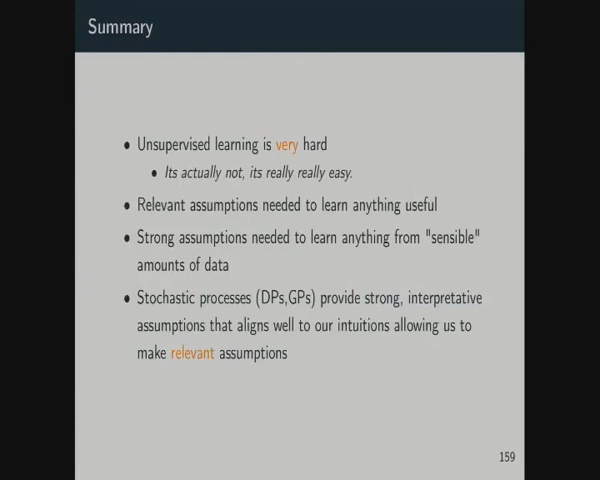 Summary
• Unsupervised learning is very hard
• Its actually not, its really really easy.
• Relevant assumptions needed to learn anything useful
• Strong assumptions needed to learn anything from "sensible"
amounts of data
• Stochastic processes (DPs,GPs) provide strong, interpretative
assumptions that aligns well to our intuitions allowing us to
make relevant assumptions
159